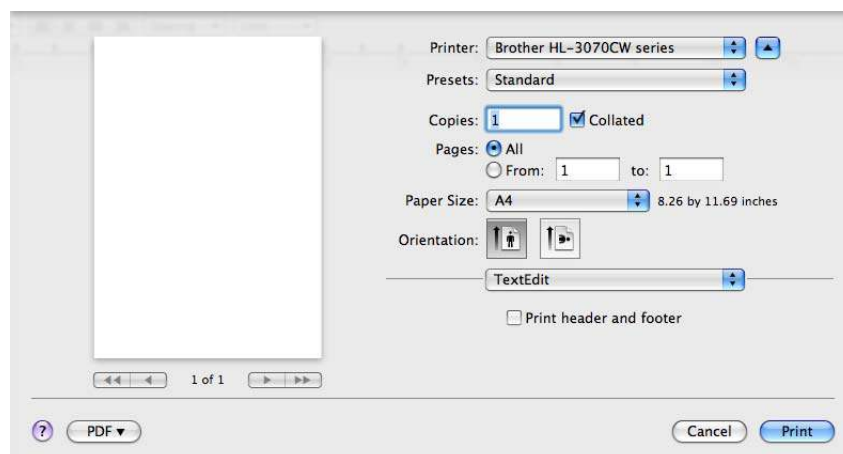 Printer: Brother HL-3070CW series
Presets: Standard
Copies: 1 Collated
Pages: All
From: 1 to: 1
Paper Size: A4 8.26 by 11.69 inches
Orientation:
TextEdit
Print header and footer
1 of 1
? PDF Cancel Print